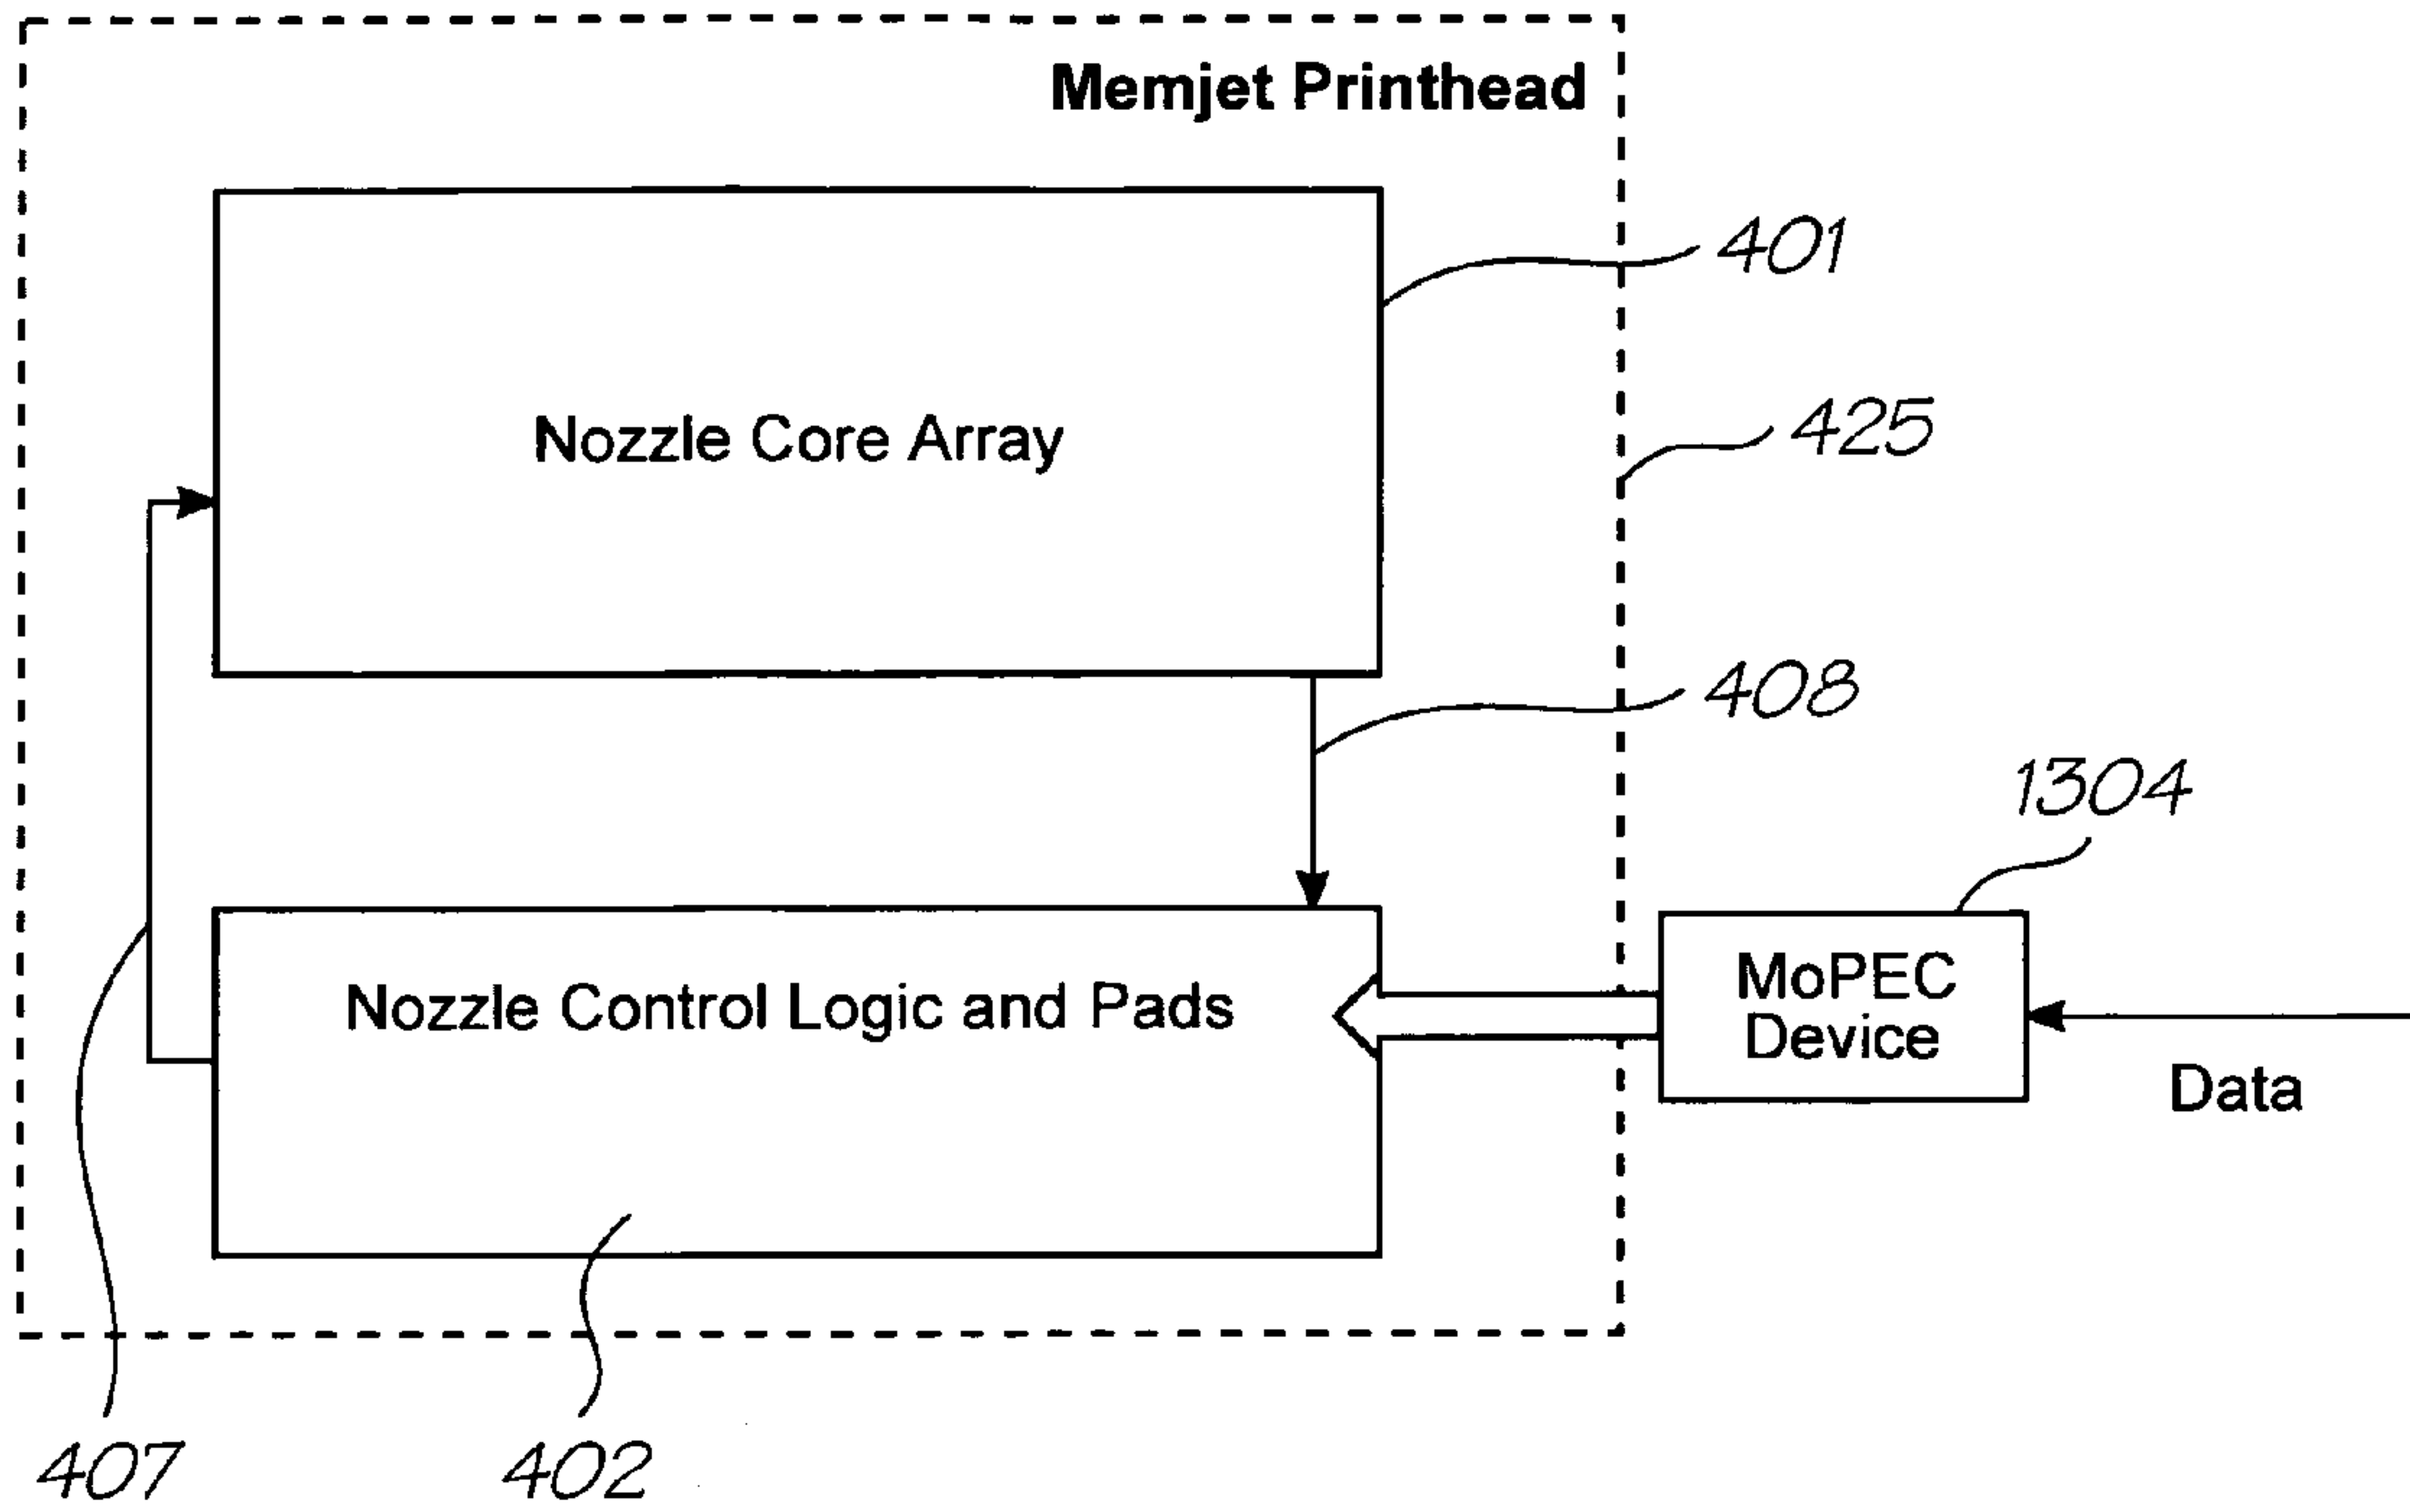 Memjet Printhead
401
Nozzle Core Array
425
408
1304
Nozzle Control Logic and Pads
MoPEC
Device
Data
407
402